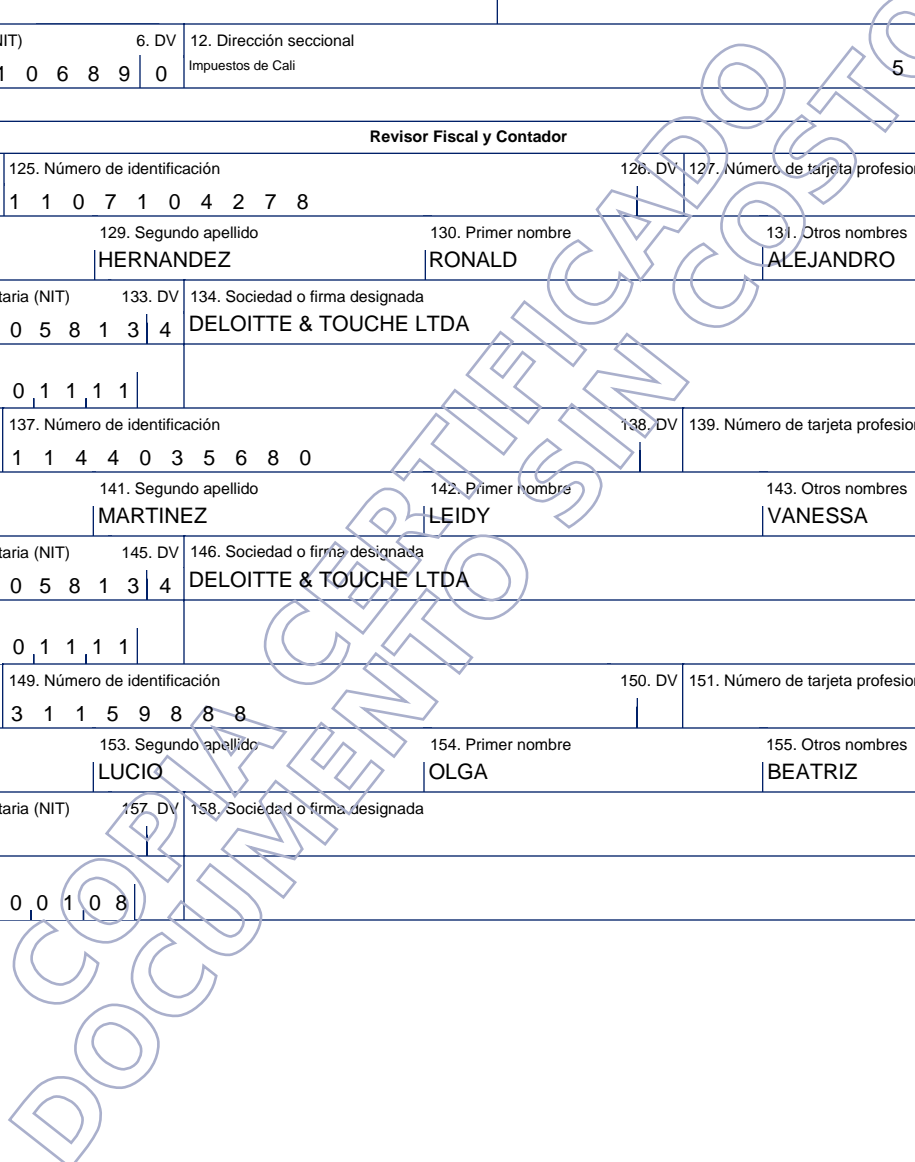 NIT) 6. DV 12. Dirección seccional
1 0 6 8 9 0 Impuestos de Cali 5
Revisor Fiscal y Contador
125. Número de identificación 126. DV 127. Número de tarjeta profesion
1 1 0 7 1 0 4 2 7 8
129. Segundo apellido 130. Primer nombre 131. Otros nombres
HERNANDEZ RONALD ALEJANDRO
taria (NIT) 133. DV 134. Sociedad o firma designada
0 5 8 1 3 4 DELOITTE & TOUCHE LTDA
0 1 1 1 1
137. Número de identificación 138. DV 139. Número de tarjeta profesion
1 1 4 4 0 3 5 6 8 0
141. Segundo apellido 142. Primer nombre 143. Otros nombres
MARTINEZ LEIDY VANESSA
taria (NIT) 145. DV 146. Sociedad o firma designada
0 5 8 1 3 4 DELOITTE & TOUCHE LTDA
0 1 1 1 1
149. Número de identificación 150. DV 151. Número de tarjeta profesion
3 1 1 5 9 8 8 8
153. Segundo apellido 154. Primer nombre 155. Otros nombres
LUCIO OLGA BEATRIZ
taria (NIT) 157. DV 158. Sociedad o firma designada
0 0 1 0 8
COPIA CERTIFICADO
DOCUMENTO SIN COSTO